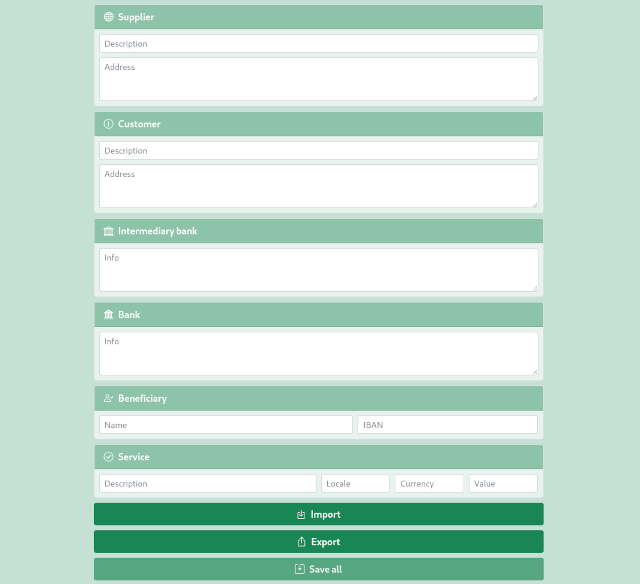 Supplier
Description
Address
Customer
Description
Address
Intermediary bank
Info
Bank
Info
Beneficiary
Name IBAN
Service
Description Locale Currency Value
Import
Export
Save all